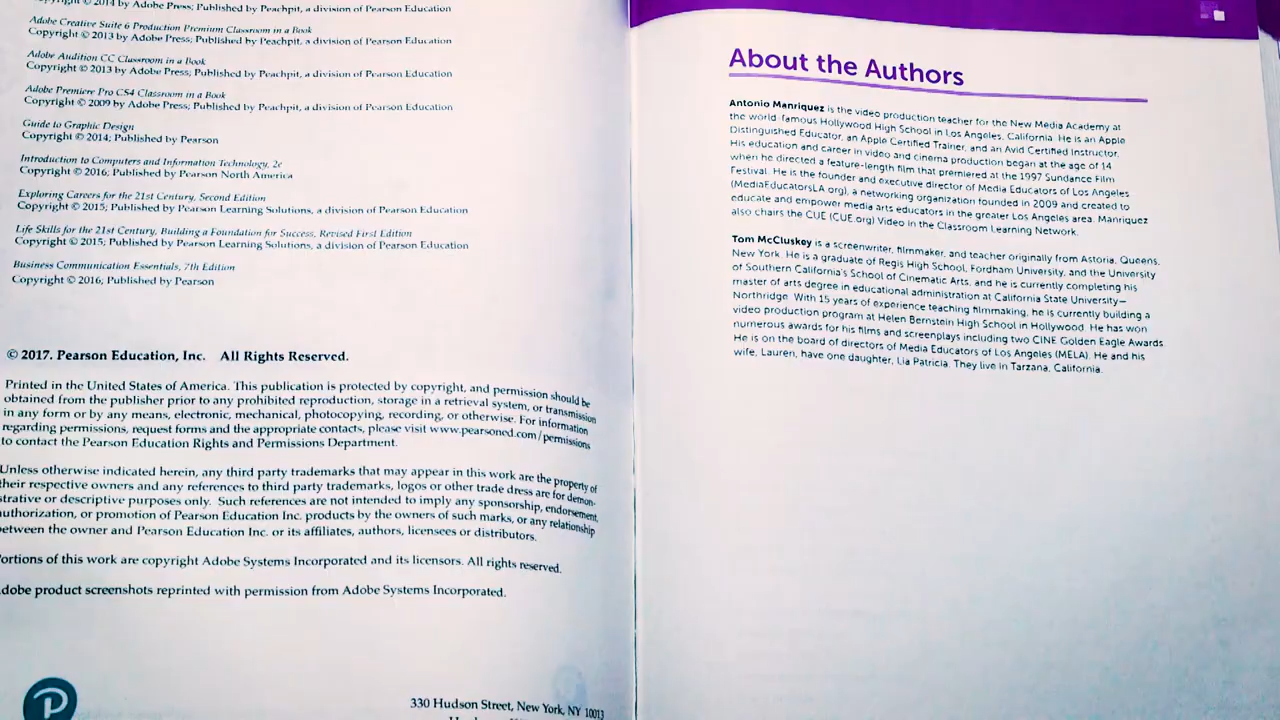 2014 by Adobe Press; Published by Peachpit, a division of Pearson Education
Adobe Creative Suite 6 Production Premium Classroom in a Book
Copyright © 2013 by Adobe Press; Published by Peachpit, a division of Pearson Education
Adobe Audition CC Classroom in a Book
Copyright © 2013 by Adobe Press; Published by Peachpit, a division of Pearson Education
Adobe Premiere Pro CS4 Classroom in a Book
Copyright © 2009 by Adobe Press; Published by Peachpit, a division of Pearson Education
Guide to Graphic Design
Copyright © 2014; Published by Pearson
Introduction to Computers and Information Technology, 2e
Copyright © 2016; Published by Pearson North America
Exploring Careers for the 21st Century, Second Edition
Copyright © 2015; Published by Pearson Learning Solutions, a division of Pearson Education
Life Skills for the 21st Century, Building a Foundation for Success, Revised First Edition
Copyright © 2015; Published by Pearson Learning Solutions, a division of Pearson Education
Business Communication Essentials, 7th Edition
Copyright © 2016; Published by Pearson
© 2017. Pearson Education, Inc. All Rights Reserved.
Printed in the United States of America. This publication is protected by copyright, and permission should be
obtained from the publisher prior to any prohibited reproduction, storage in a retrieval system, or transmission
in any form or by any means, electronic, mechanical, photocopying, recording, or otherwise. For information
regarding permissions, request forms and the appropriate contacts, please visit www.pearsoned.com/permissions
to contact the Pearson Education Rights and Permissions Department.
Unless otherwise indicated herein, any third party trademarks that may appear in this work are the property of
their respective owners and any references to third party trademarks, logos or other trade dress are for demon-
strative or descriptive purposes only. Such references are not intended to imply any sponsorship, endorsement,
authorization, or promotion of Pearson Education Inc. products by the owners of such marks, or any relationship
between the owner and Pearson Education Inc. or its affiliates, authors, licensees or distributors.
Portions of this work are copyright Adobe Systems Incorporated and its licensors. All rights reserved.
Adobe product screenshots reprinted with permission from Adobe Systems Incorporated.
P
330 Hudson Street, New York, NY 10013
About the Authors
Antonio Manriquez is the video production teacher for the New Media Academy at
the world-famous Hollywood High School in Los Angeles, California. He is an Apple
Distinguished Educator, an Apple Certified Trainer, and an Avid Certified Instructor.
His education and career in video and cinema production began at the age of 14
when he directed a feature-length film that premiered at the 1997 Sundance Film
Festival. He is the founder and executive director of Media Educators of Los Angeles
(MediaEducatorsLA.org), a networking organization founded in 2009 and created to
educate and empower media arts educators in the greater Los Angeles area. Manriquez
also chairs the CUE (CUE.org) Video in the Classroom Learning Network.
Tom McCluskey is a screenwriter, filmmaker, and teacher originally from Astoria, Queens,
New York. He is a graduate of Regis High School, Fordham University, and the University
of Southern California's School of Cinematic Arts, and he is currently completing his
master of arts degree in educational administration at California State University—
Northridge. With 15 years of experience teaching filmmaking, he is currently building a
video production program at Helen Bernstein High School in Hollywood. He has won
numerous awards for his films and screenplays including two CINE Golden Eagle Awards.
He is on the board of directors of Media Educators of Los Angeles (MELA). He and his
wife, Lauren, have one daughter, Lia Patricia. They live in Tarzana, California.